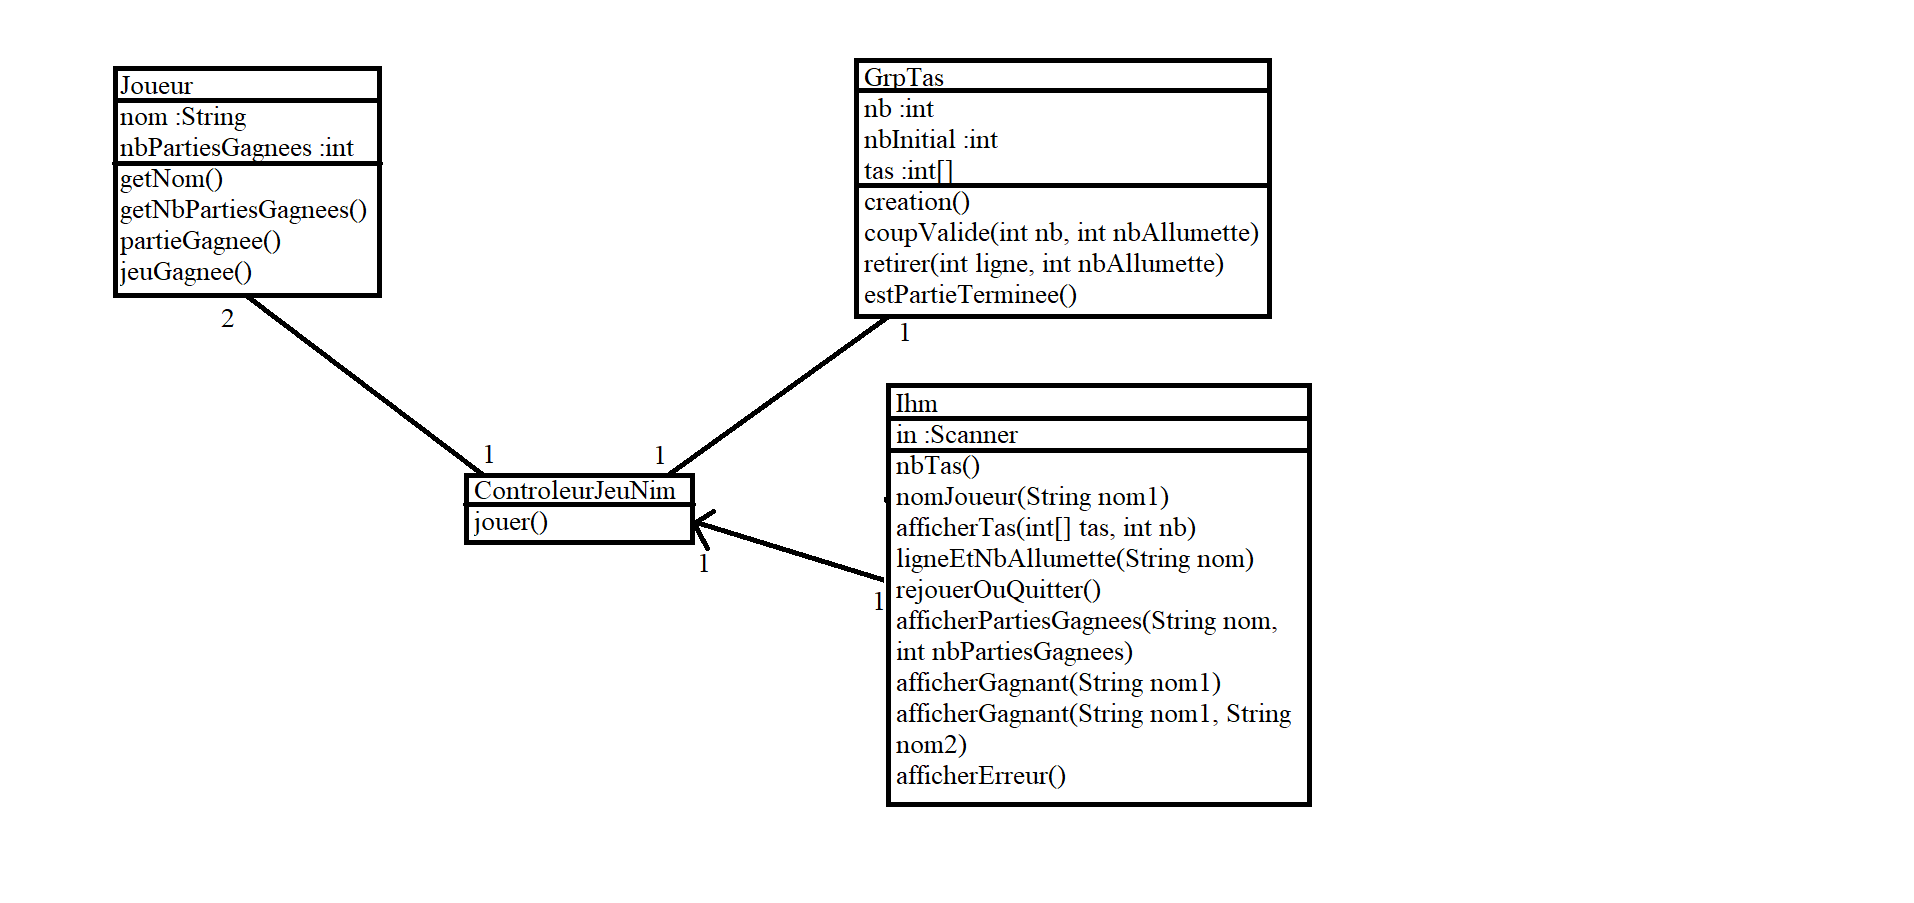 Joueur
nom :String
nbPartiesGagnees :int
getNom()
getNbPartiesGagnees()
partieGagnee()
jeuGagnee()
2
GrpTas
nb :int
nbInitial :int
tas :int[]
creation()
coupValide(int nb, int nbAllumette)
retirer(int ligne, int nbAllumette)
estPartieTerminee()
1
1
1
ControleurJeuNim
jouer()
1
1
Ihm
in :Scanner
nbTas()
nomJoueur(String nom1)
afficherTas(int[] tas, int nb)
ligneEtNbAllumette(String nom)
rejouerOuQuitter()
afficherPartiesGagnees(String nom,
int nbPartiesGagnees)
afficherGagnant(String nom1)
afficherGagnant(String nom1, String
nom2)
afficherErreur()